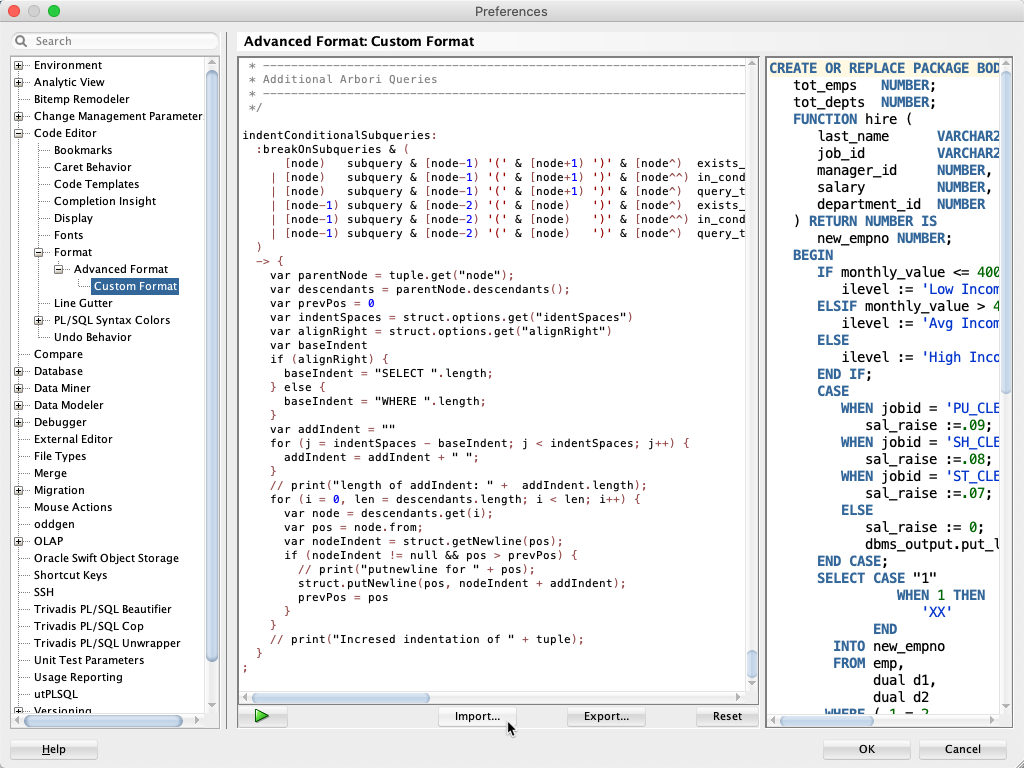 Preferences
Search
Environment
Analytic View
Bitemp Remodeler
Change Management Parameter
Code Editor
Bookmarks
Caret Behavior
Code Templates
Completion Insight
Display
Fonts
Format
Advanced Format
Custom Format
Line Gutter
PL/SQL Syntax Colors
Undo Behavior
Compare
Database
Data Miner
Data Modeler
Debugger
External Editor
File Types
Merge
Migration
Mouse Actions
oddgen
OLAP
Oracle Swift Object Storage
Shortcut Keys
SSH
Trivadis PL/SQL Beautifier
Trivadis PL/SQL Cop
Trivadis PL/SQL Unwrapper
Unit Test Parameters
Usage Reporting
utPLSQL
Versioning
Advanced Format: Custom Format
* ----------------------------------------------------------------------
* Additional Arbori Queries
* ----------------------------------------------------------------------
*/
indentConditionalSubqueries:
:breakOnSubqueries & (
[node)   subquery & [node-1) '(' & [node+1) ')' & [node^)  exists_
| [node)   subquery & [node-1) '(' & [node+1) ')' & [node^^) in_cond
| [node)   subquery & [node-1) '(' & [node+1) ')' & [node^)  query_t
| [node-1) subquery & [node-2) '(' & [node)   ')' & [node^)  exists_
| [node-1) subquery & [node-2) '(' & [node)   ')' & [node^^) in_cond
| [node-1) subquery & [node-2) '(' & [node)   ')' & [node^)  query_t
)
-> {
var parentNode = tuple.get("node");
var descendants = parentNode.descendants();
var prevPos = 0
var indentSpaces = struct.options.get("identSpaces")
var alignRight = struct.options.get("alignRight")
var baseIndent
if (alignRight) {
baseIndent = "SELECT ".length;
} else {
baseIndent = "WHERE ".length;
}
var addIndent = ""
for (j = indentSpaces - baseIndent; j < indentSpaces; j++) {
addIndent = addIndent + " ";
}
// print("length of addIndent: " +  addIndent.length);
for (i = 0, len = descendants.length; i < len; i++) {
var node = descendants.get(i);
var pos = node.from;
var nodeIndent = struct.getNewline(pos);
if (nodeIndent != null && pos > prevPos) {
// print("putnewline for " + pos);
struct.putNewline(pos, nodeIndent + addIndent);
prevPos = pos
}
}
// print("Incresed indentation of " + tuple);
}
;
Import...
Export...
Reset
CREATE OR REPLACE PACKAGE BOD
tot_emps   NUMBER;
tot_depts  NUMBER;
FUNCTION hire (
last_name      VARCHAR2
job_id         VARCHAR2
manager_id     NUMBER,
salary         NUMBER,
department_id  NUMBER
) RETURN NUMBER IS
new_empno NUMBER;
BEGIN
IF monthly_value <= 400
ilevel := 'Low Incom
ELSIF monthly_value > 4
ilevel := 'Avg Incom
ELSE
ilevel := 'High Inco
END IF;
CASE
WHEN jobid = 'PU_CLE
sal_raise :=.09;
WHEN jobid = 'SH_CLE
sal_raise :=.08;
WHEN jobid = 'ST_CLE
sal_raise :=.07;
ELSE
sal_raise := 0;
dbms_output.put_l
END CASE;
SELECT CASE "1"
WHEN 1 THEN
'XX'
END
INTO new_empno
FROM emp,
dual d1,
dual d2
WHERE ( 1 = 2
Help
OK
Cancel